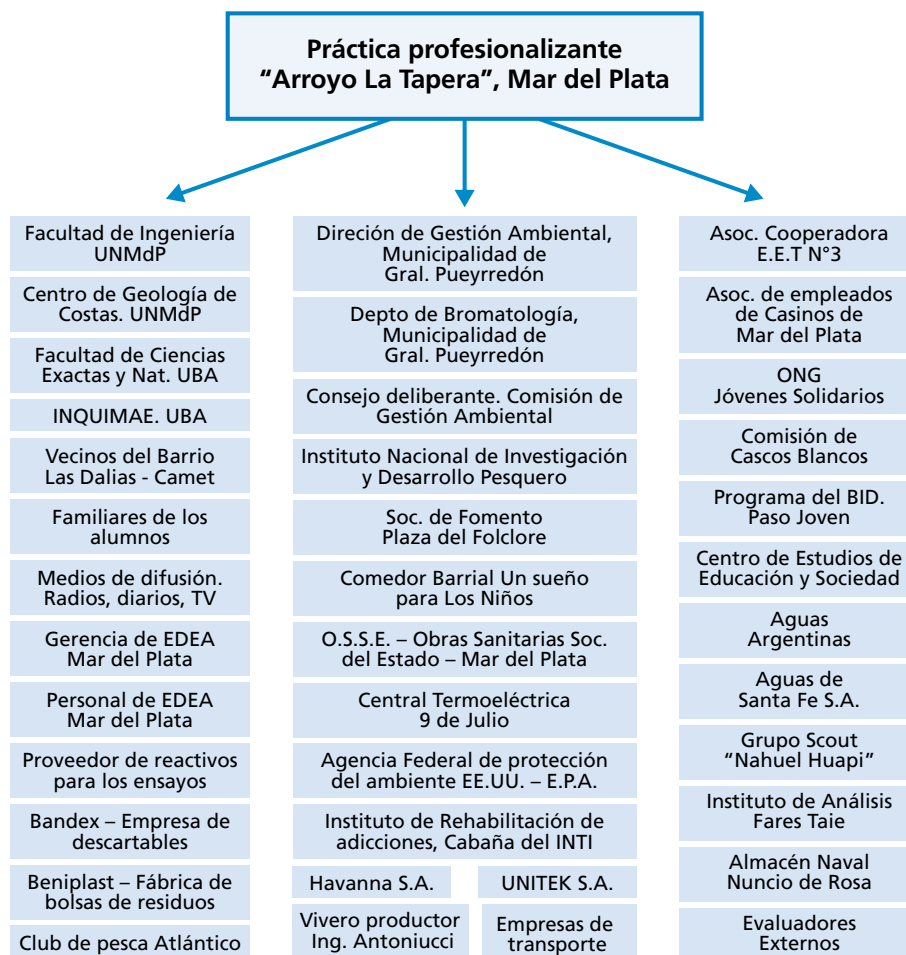 Práctica profesionalizante
“Arroyo La Tapera”, Mar del Plata
Facultad de Ingeniería
UNMdP
Centro de Geología de
Costas. UNMdP
Facultad de Ciencias
Exactas y Nat. UBA
INQUIMAE. UBA
Vecinos del Barrio
Las Dalias - Camet
Familiares de los
alumnos
Medios de difusión.
Radios, diarios, TV
Gerencia de EDEA
Mar del Plata
Personal de EDEA
Mar del Plata
Proveedor de reactivos
para los ensayos
Bandex – Empresa de
descartables
Beniplast – Fábrica de
bolsas de residuos
Club de pesca Atlántico
Direción de Gestión Ambiental,
Municipalidad de
Gral. Pueyrredón
Depto de Bromatología,
Municipalidad de
Gral. Pueyrredón
Consejo deliberante. Comisión de
Gestión Ambiental
Instituto Nacional de Investigación
y Desarrollo Pesquero
Soc. de Fomento
Plaza del Folclore
Comedor Barrial Un sueño
para Los Niños
O.S.S.E. – Obras Sanitarias Soc.
del Estado – Mar del Plata
Central Termoeléctrica
9 de Julio
Agencia Federal de protección
del ambiente EE.UU. – E.P.A.
Instituto de Rehabilitación de
adicciones, Cabaña del INTI
Havanna S.A.
UNITEK S.A.
Vivero productor
Ing. Antoniucci
Empresas de
transporte
Asoc. Cooperadora
E.E.T N°3
Asoc. de empleados
de Casinos de
Mar del Plata
ONG
Jóvenes Solidarios
Comisión de
Cascos Blancos
Programa del BID.
Paso Joven
Centro de Estudios de
Educación y Sociedad
Aguas
Argentinas
Aguas de
Santa Fe S.A.
Grupo Scout
“Nahuel Huapi”
Instituto de Análisis
Fares Taie
Almacén Naval
Nuncio de Rosa
Evaluadores
Externos